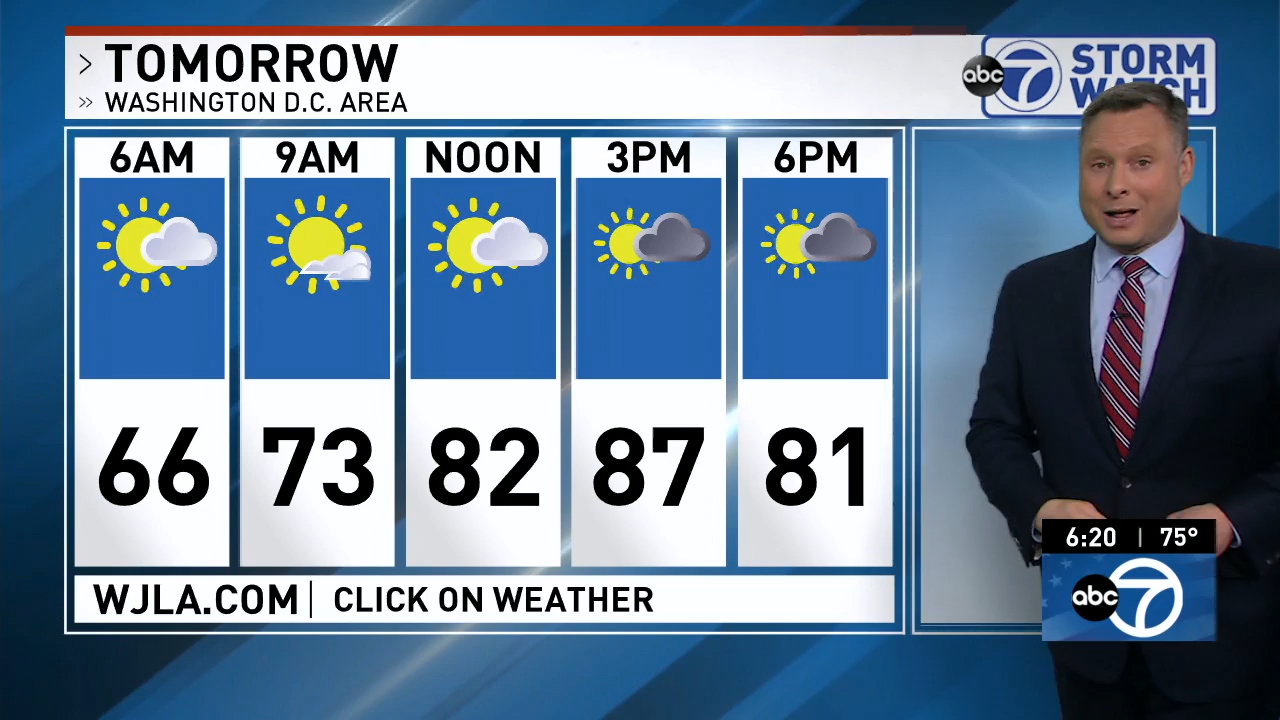 > TOMORROW
» WASHINGTON D.C. AREA
abc 7 STORM
WATCH
6AM 9AM NOON 3PM 6PM
66 73 82 87 81
WJLA.COM | CLICK ON WEATHER
6:20 | 75°
abc 7